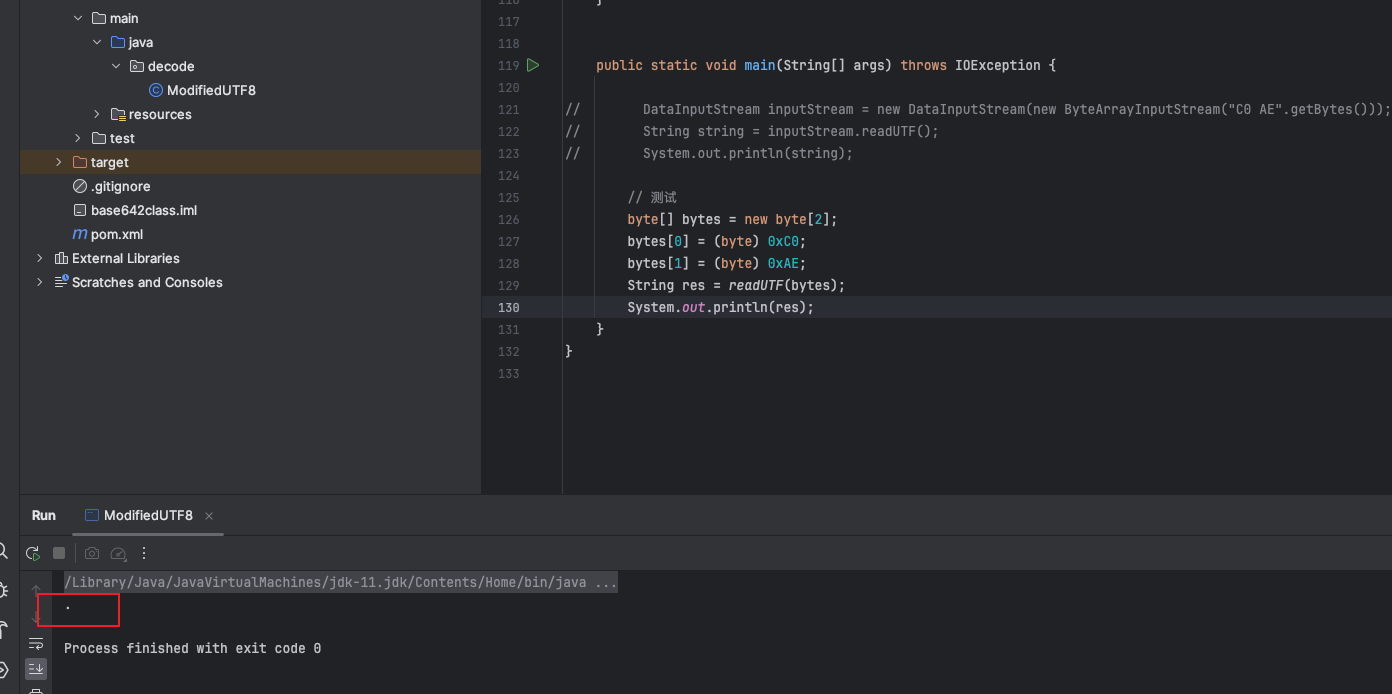 main
java
decode
ModifiedUTF8
resources
test
target
.gitignore
base642class.iml
pom.xml
External Libraries
Scratches and Consoles
116 }
117
118
119 public static void main(String[] args) throws IOException {
120
121 // DataInputStream inputStream = new DataInputStream(new ByteArrayInputStream("C0 AE".getBytes()));
122 // String string = inputStream.readUTF();
123 // System.out.println(string);
124
125 // 测试
126 byte[] bytes = new byte[2];
127 bytes[0] = (byte) 0xC0;
128 bytes[1] = (byte) 0xAE;
129 String res = readUTF(bytes);
130 System.out.println(res);
131 }
132 }
133
Run ModifiedUTF8
/Library/Java/JavaVirtualMachines/jdk-11.jdk/Contents/Home/bin/java ...
.
Process finished with exit code 0